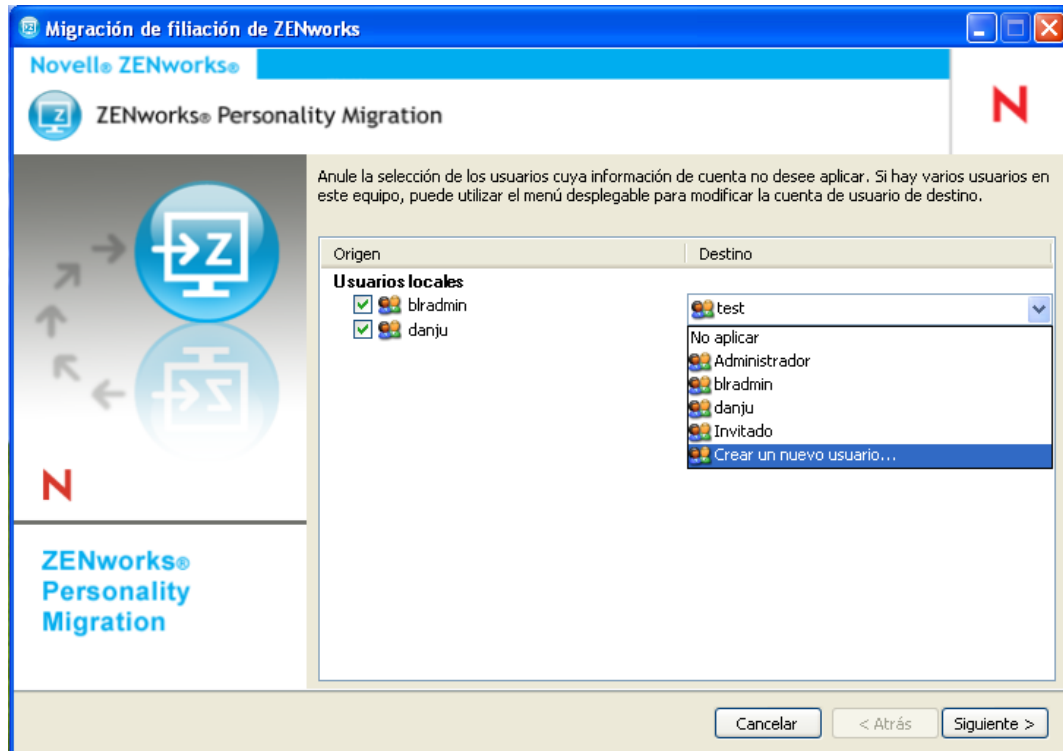 Migración de filiación de ZENworks
Novell® ZENworks®
ZENworks® Personality Migration
N
Anule la selección de los usuarios cuya información de cuenta no desee aplicar. Si hay varios usuarios en
este equipo, puede utilizar el menú desplegable para modificar la cuenta de usuario de destino.
Origen
Destino
Usuarios locales
blradmin
test
danju
No aplicar
Administrador
blradmin
danju
Invitado
Crear un nuevo usuario...
Z
N
ZENworks®
Personality
Migration
Cancelar
< Atrás
Siguiente >